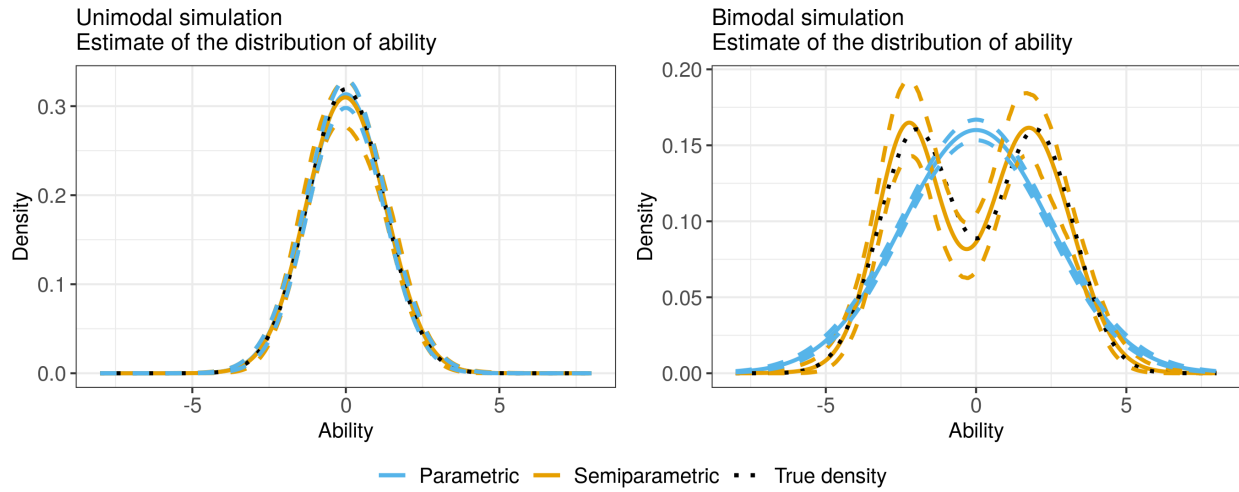 Unimodal simulation
Estimate of the distribution of ability
Density
0.3
0.2
0.1
0.0
-5
0
5
Ability
Bimodal simulation
Estimate of the distribution of ability
Density
0.20
0.15
0.10
0.05
0.00
-5
0
5
Ability
Parametric Semiparametric True density